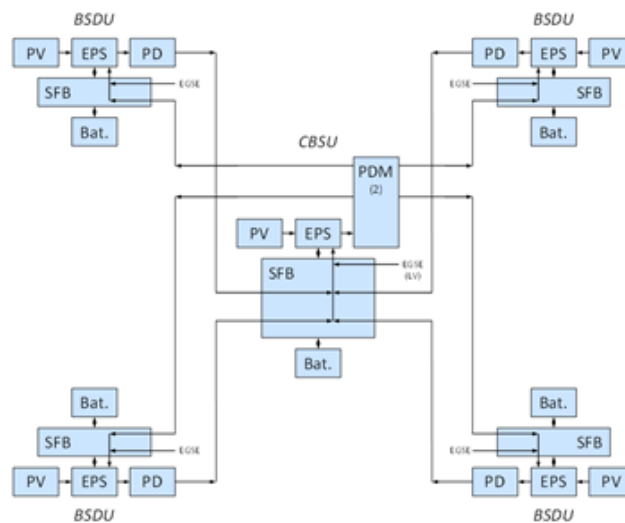 BSDU
BSDU
PV
EPS
PD
PD
EPS
PV
SFB
EGSE
EGSE
SFB
Bat.
Bat.
CBSU
PDM
(2)
PV
EPS
SFB
EGSE
(LV)
Bat.
Bat.
Bat.
SFB
EGSE
EGSE
SFB
PV
EPS
PD
PD
EPS
PV
BSDU
BSDU